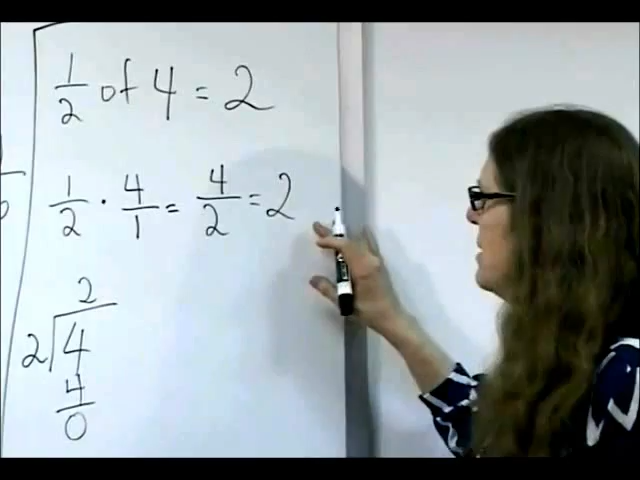 1/2 of 4 = 2
1/2 · 4/1 = 4/2 = 2
2
2)4
4
0